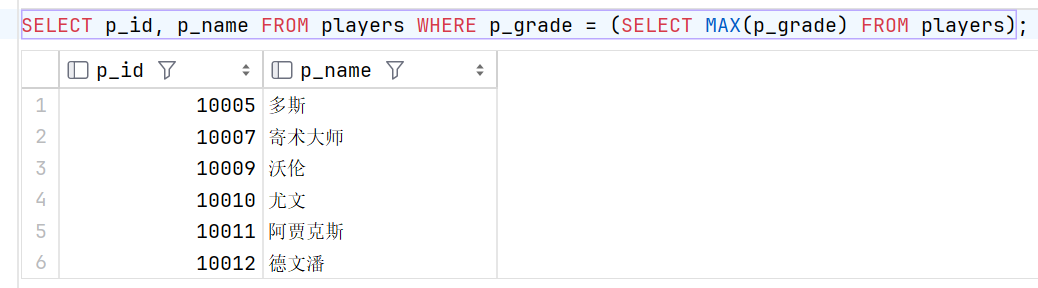 SELECT p_id, p_name FROM players WHERE p_grade = (SELECT MAX(p_grade) FROM players);
p_id p_name
1 10005 多斯
2 10007 寄术大师
3 10009 沃伦
4 10010 尤文
5 10011 阿贾克斯
6 10012 德文潘